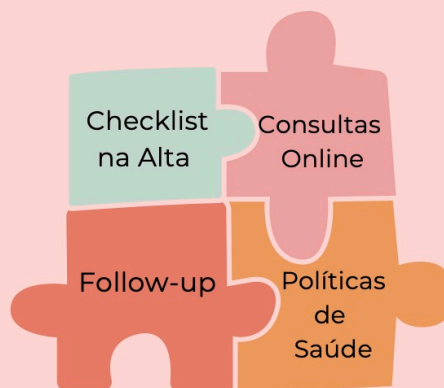 Checklist
na Alta
Consultas
Online
Follow-up
Políticas
de
Saúde